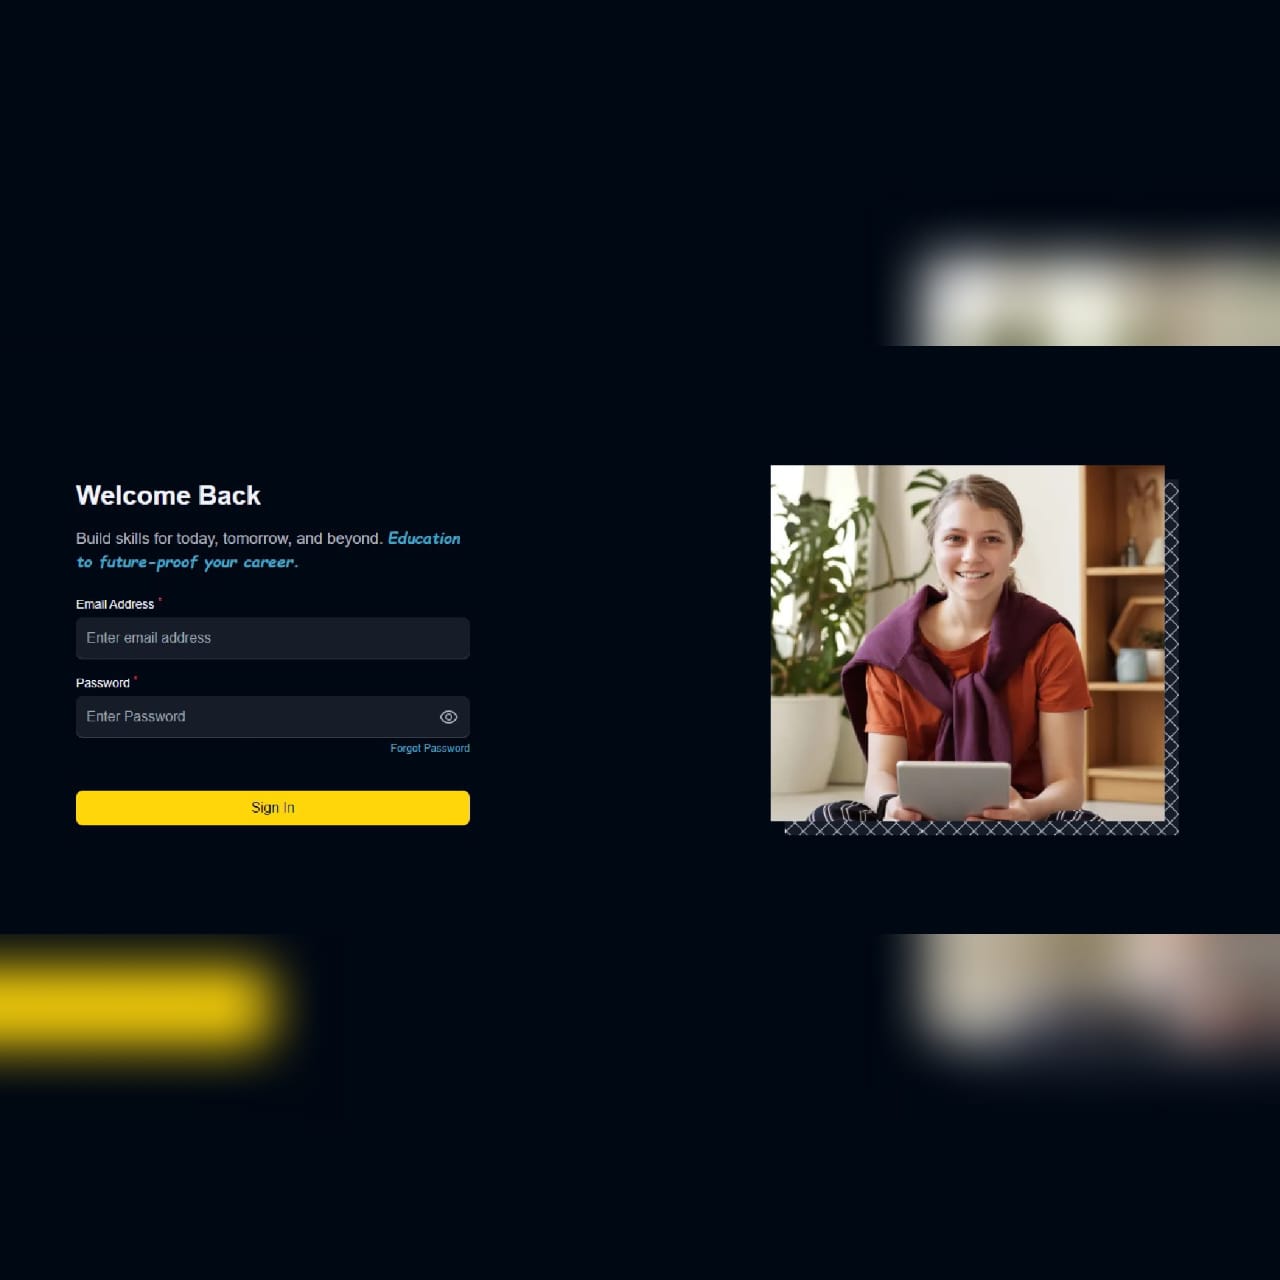 Welcome Back
Build skills for today, tomorrow, and beyond. Education
to future-proof your career.
Email Address *
Enter email address
Password *
Enter Password
Forgot Password
Sign In